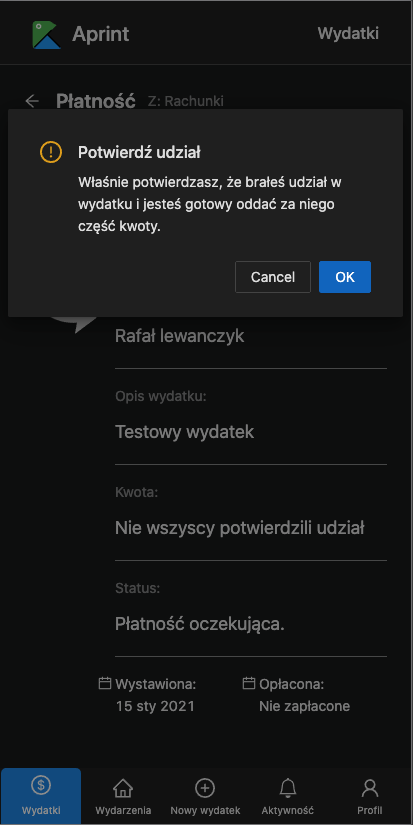 Aprint
Wydatki
Płatność Z: Rachunki
Potwierdź udział
Właśnie potwierdzasz, że brałeś udział w
wydatku i jesteś gotowy oddać za niego
część kwoty.
Cancel OK
Rafał lewanczyk
Opis wydatku:
Testowy wydatek
Kwota:
Nie wszyscy potwierdzili udział
Status:
Płatność oczekująca.
Wystawiona: Opłacona:
15 sty 2021 Nie zapłacone
Wydatki Wydarzenia Nowy wydatek Aktywność Profil